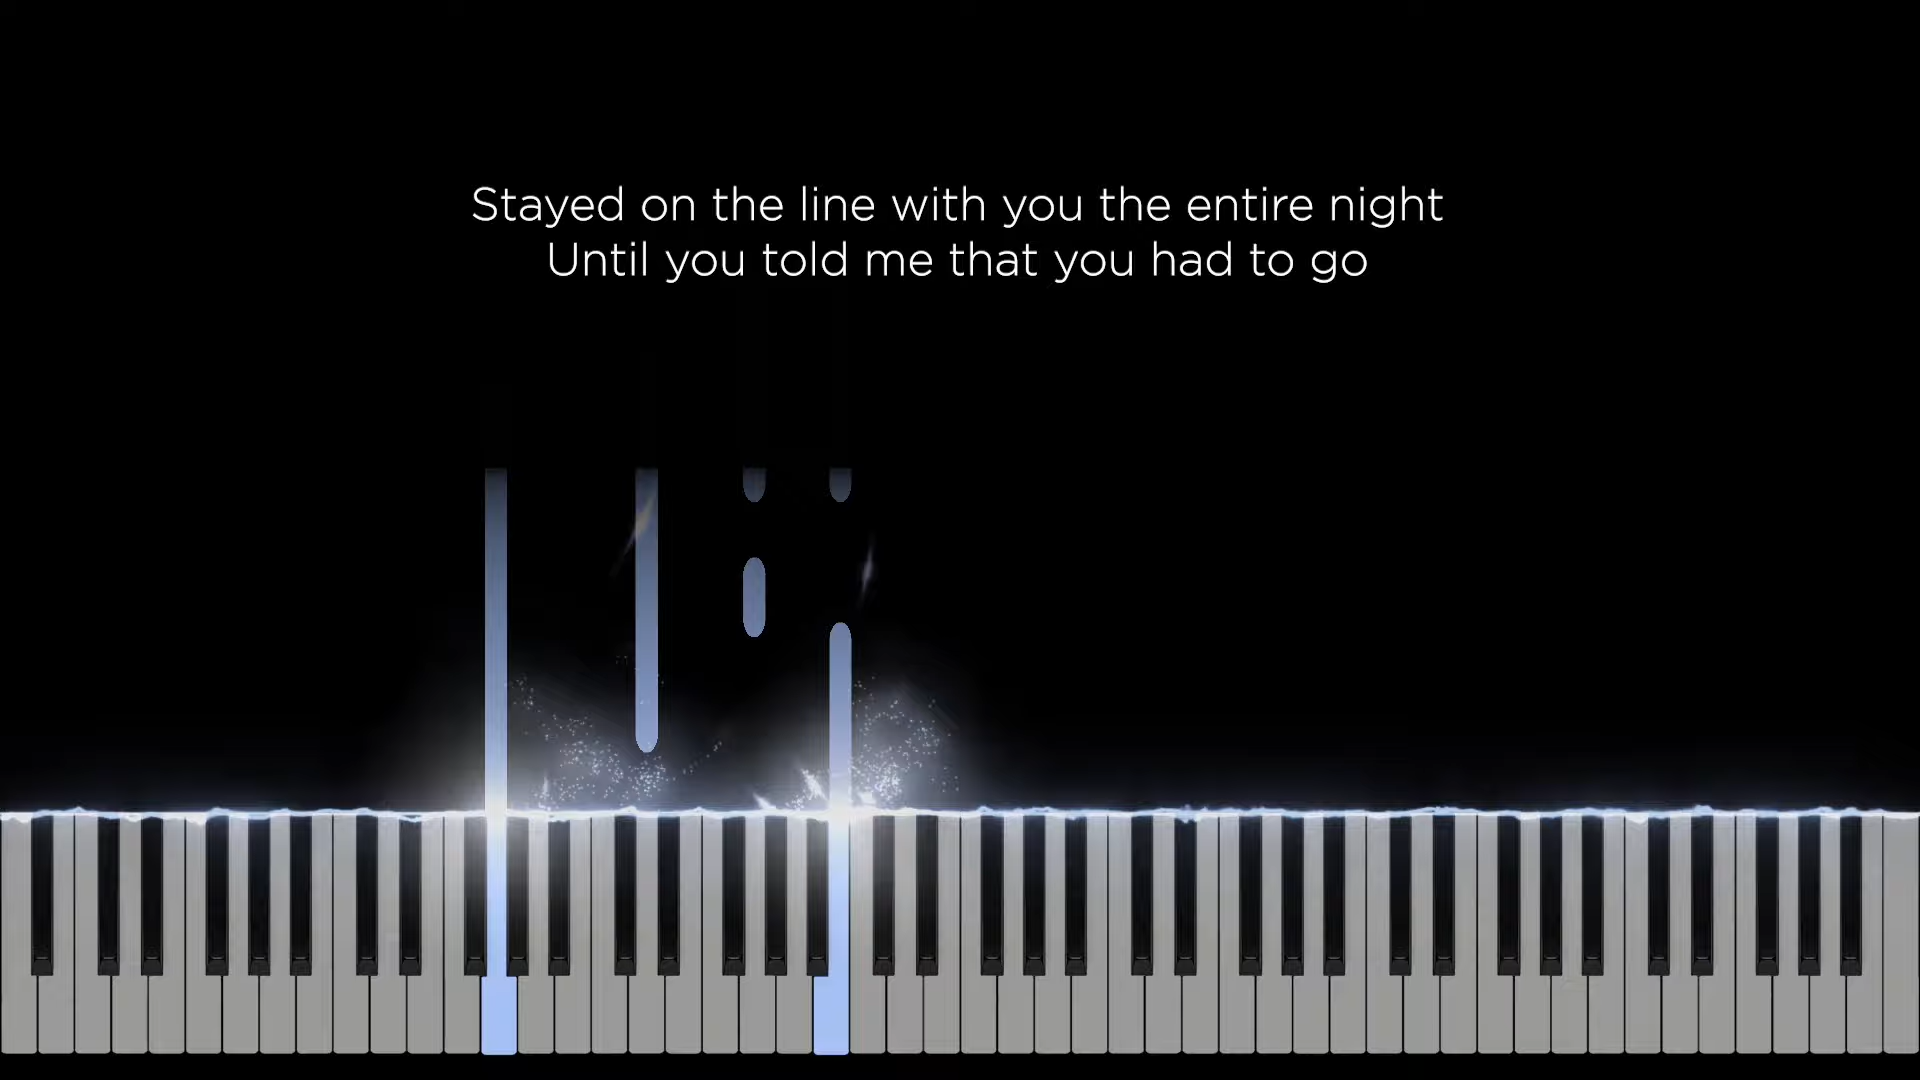 Stayed on the line with you the entire night
Until you told me that you had to go